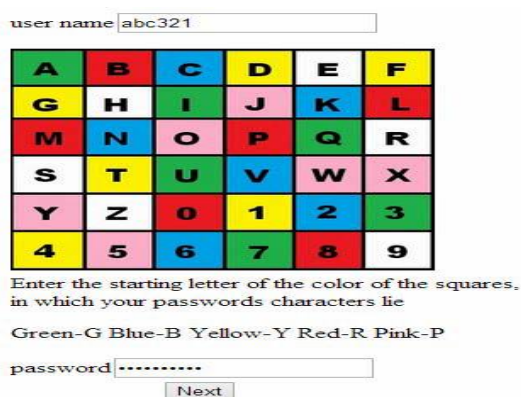 user name abc321
A B C D E F
G H I J K L
M N O P Q R
S T U V W X
Y Z 0 1 2 3
4 5 6 7 8 9
Enter the starting letter of the color of the squares,
in which your passwords characters lie
Green-G Blue-B Yellow-Y Red-R Pink-P
password ••••••••••
Next